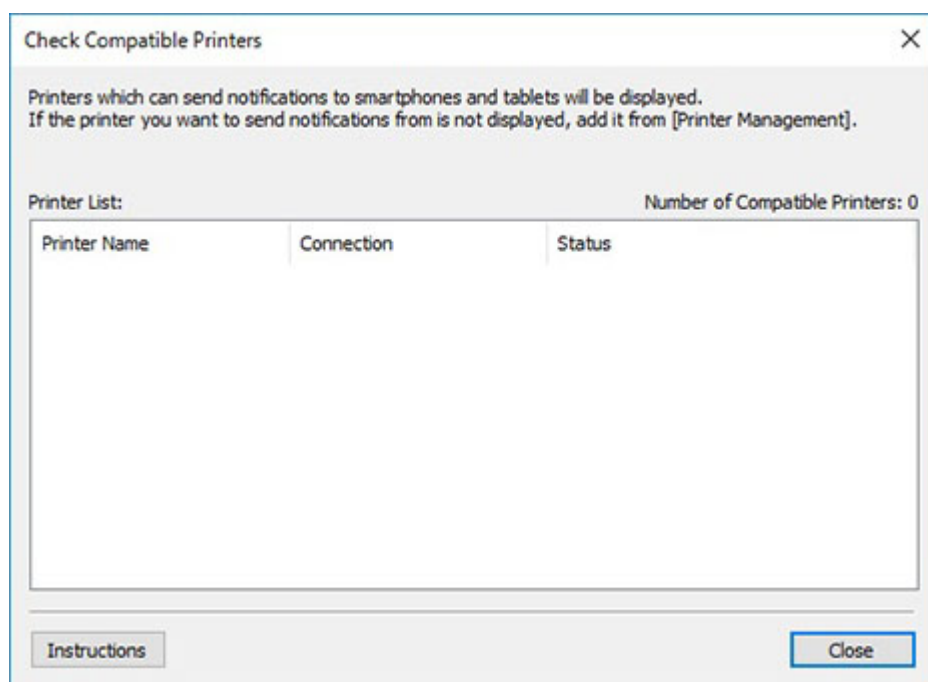 Check Compatible Printers
Printers which can send notifications to smartphones and tablets will be displayed.
If the printer you want to send notifications from is not displayed, add it from [Printer Management].
Printer List:
Number of Compatible Printers: 0
Printer Name Connection Status
Instructions
Close